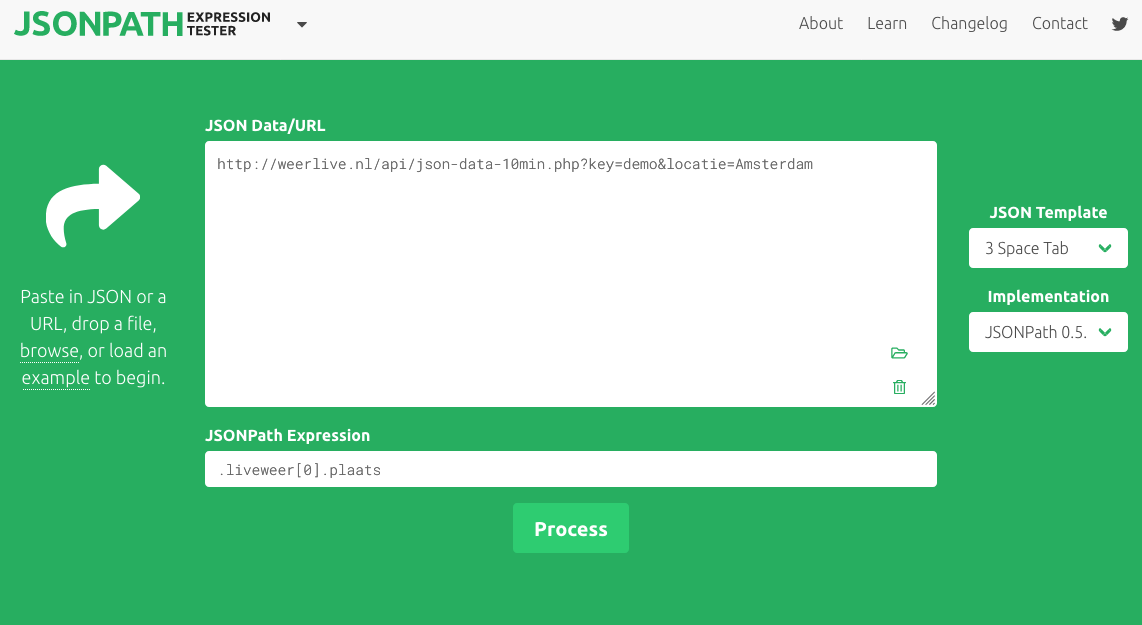 JSONPATH EXPRESSION TESTER
About Learn Changelog Contact
JSON Data/URL
http://weerlive.nl/api/json-data-10min.php?key=demo&locatie=Amsterdam
Paste in JSON or a
URL, drop a file,
browse, or load an
example to begin.
JSON Template
3 Space Tab
Implementation
JSONPath 0.5.
JSONPath Expression
.liveweer[0].plaats
Process